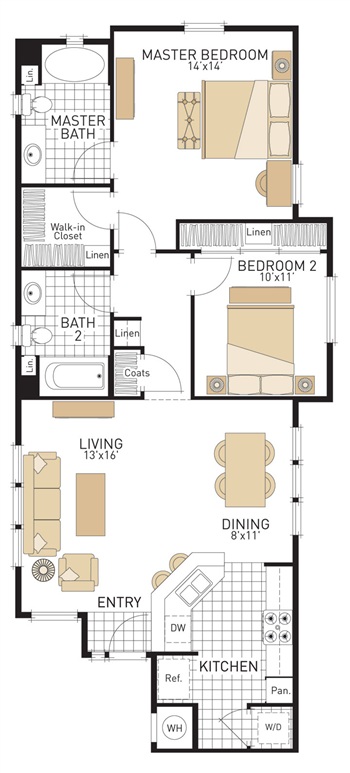 Lin.
MASTER BEDROOM
14'x14'
MASTER
BATH
Walk-in
Closet
Linen
Linen
BEDROOM 2
10'x11'
BATH
2
Linen
Lin.
Coats
LIVING
13'x16'
DINING
8'x11'
ENTRY
DW
KITCHEN
Ref.
Pan.
WH
W/D